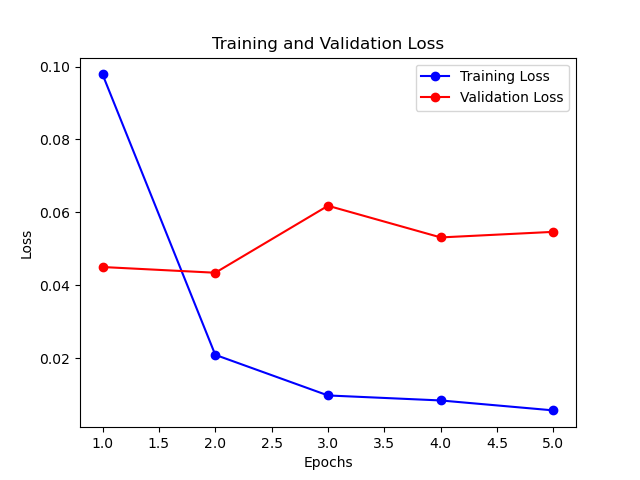 Training and Validation Loss
Training Loss
Validation Loss
Loss
0.10
0.08
0.06
0.04
0.02
1.0 1.5 2.0 2.5 3.0 3.5 4.0 4.5 5.0
Epochs